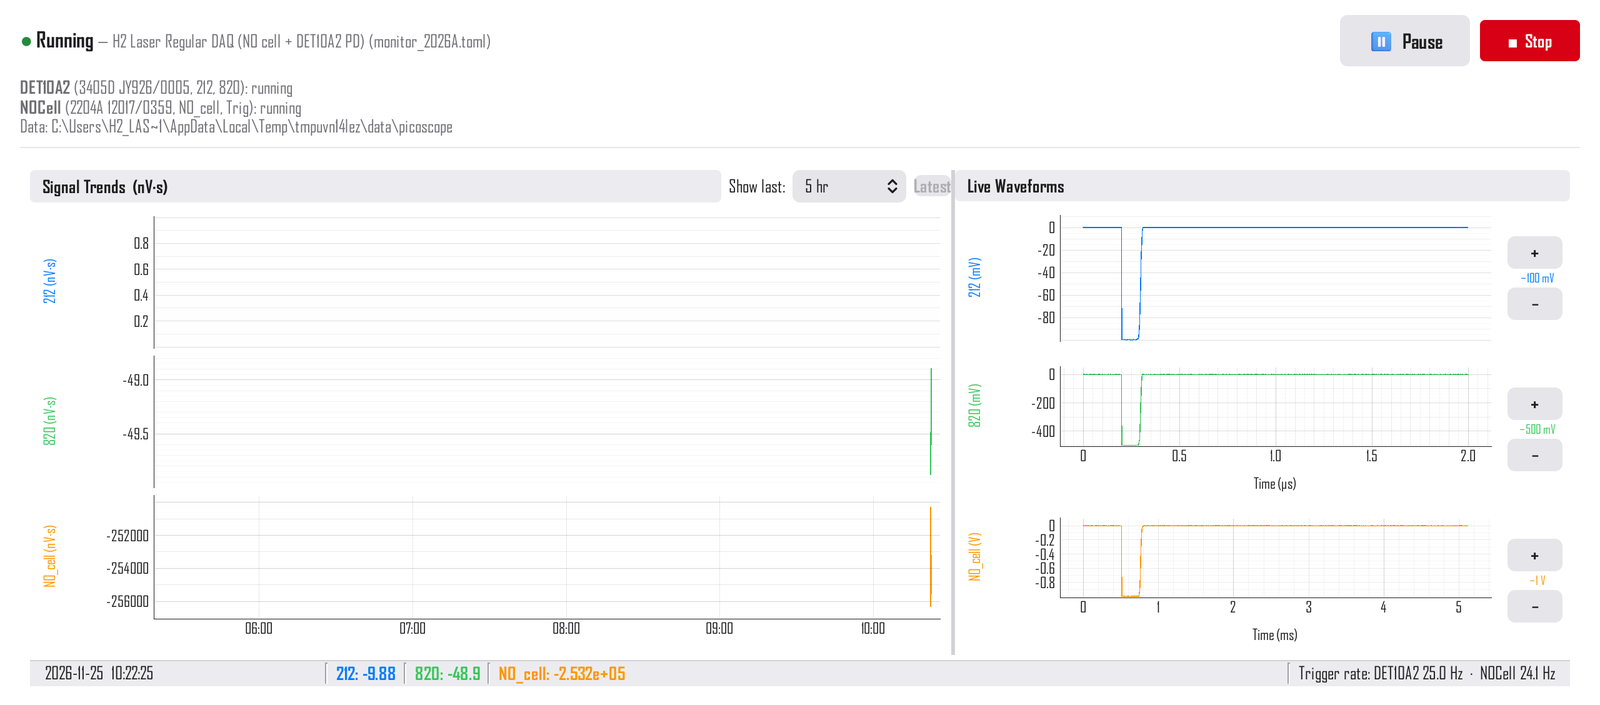 ● Running — H2 Laser Regular DAQ (NO cell + DET10A2 PD) (monitor_2026A.toml)
Pause
Stop
DET10A2 (3405D JY926/0005, 212, 820): running
NOCell (2204A 12017/0359, NO_cell, Trig): running
Data: C:\Users\H2_LAS~1\AppData\Local\Temp\tmpuvn14lez\data\picoscope
Signal Trends (nV·s)
Show last:
5 hr
Latest
Live Waveforms
212 (nV·s)
0.8
0.6
0.4
0.2
820 (nV·s)
-49.0
-49.5
NO_cell (nV·s)
-252000
-254000
-256000
06:00 07:00 08:00 09:00 10:00
212 (mV)
0
-20
-40
-60
-80
+
~100 mV
−
820 (mV)
0
-200
-400
0 0.5 1.0 1.5 2.0
Time (µs)
+
~500 mV
−
NO_cell (V)
0
-0.2
-0.4
-0.6
-0.8
0 1 2 3 4 5
Time (ms)
+
~1 V
−
2026-11-25 10:22:25
212: -9.88
820: -48.9
NO_cell: -2.532e+05
Trigger rate: DET10A2 25.0 Hz · NOCell 24.1 Hz